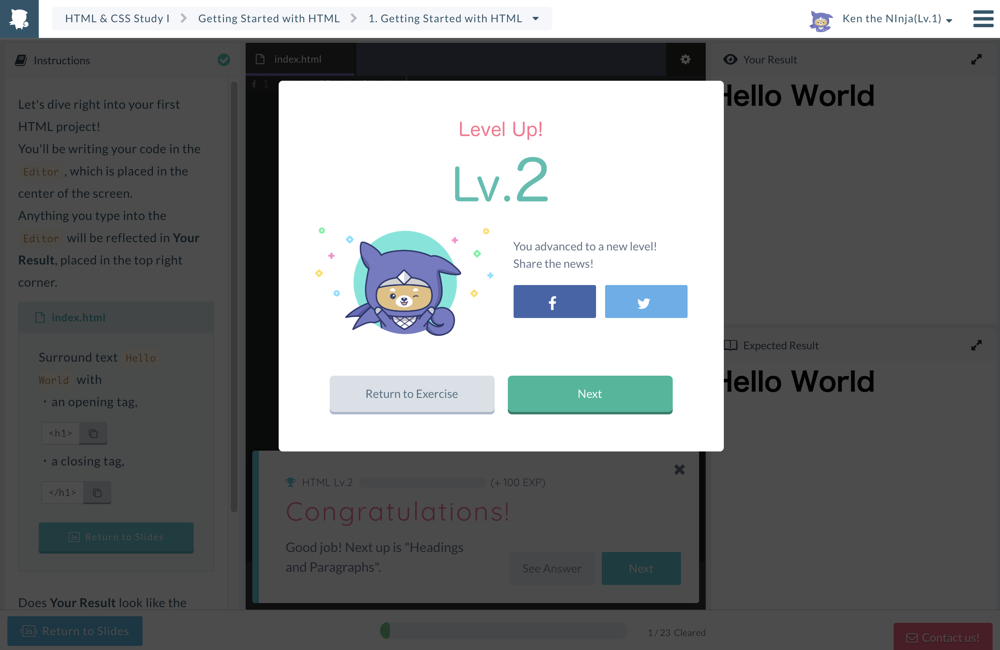 HTML & CSS Study I
Getting Started with HTML
1. Getting Started with HTML
Ken the NInja(Lv.1)
Instructions
Let's dive right into your first
HTML project!
You'll be writing your code in the
Editor , which is placed in the
center of the screen.
Anything you type into the
Editor will be reflected in Your
Result, placed in the top right
corner.
index.html
Surround text Hello
World with
・an opening tag,
<h1>
・a closing tag,
</h1>
Return to Slides
Does Your Result look like the
index.html
i 1
Level Up!
Lv.2
You advanced to a new level!
Share the news!
Return to Exercise
Next
HTML Lv.2
(+ 100 EXP)
Congratulations!
Good job! Next up is "Headings
and Paragraphs".
See Answer
Next
Your Result
Hello World
Expected Result
Hello World
Return to Slides
1 / 23 Cleared
Contact us!